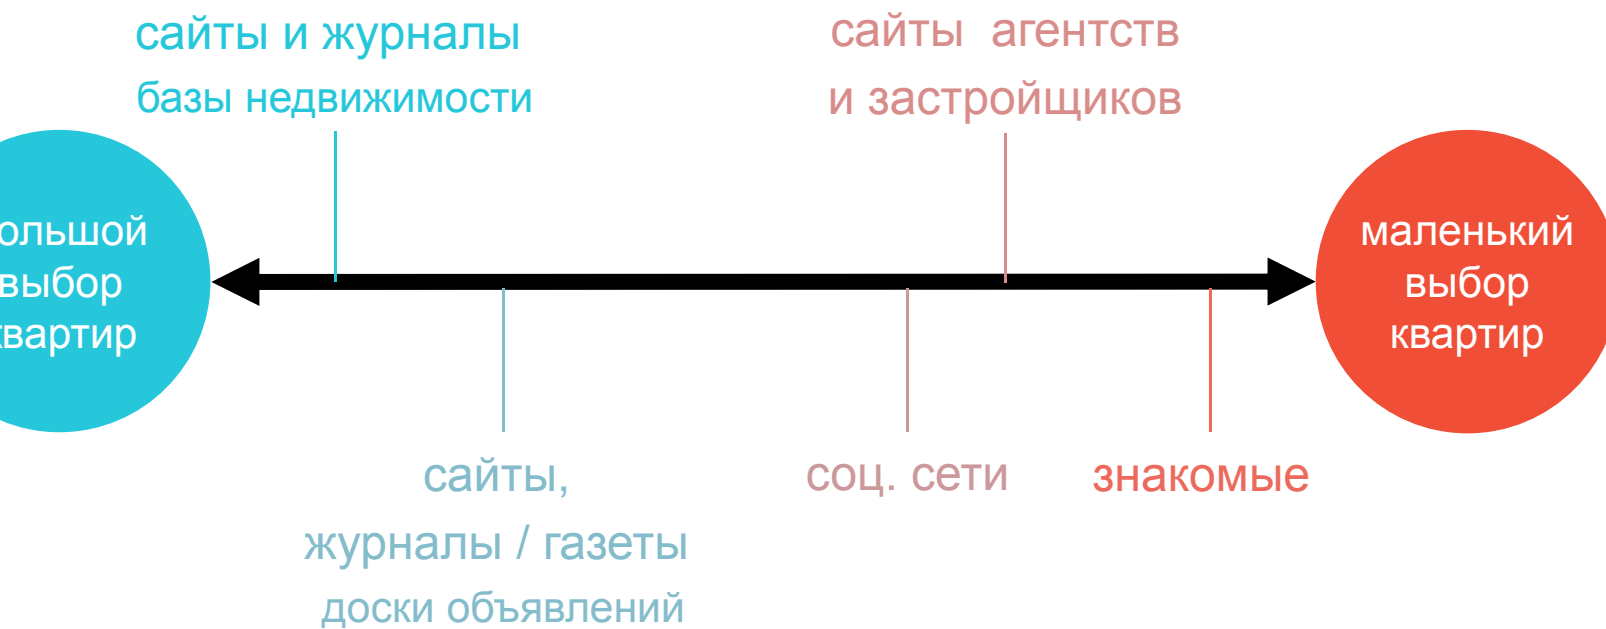 сайты и журналы
базы недвижимости
сайты агентств
и застройщиков
ольшой
выбор
квартир
маленький
выбор
квартир
сайты,
журналы / газеты
доски объявлений
соц. сети
знакомые